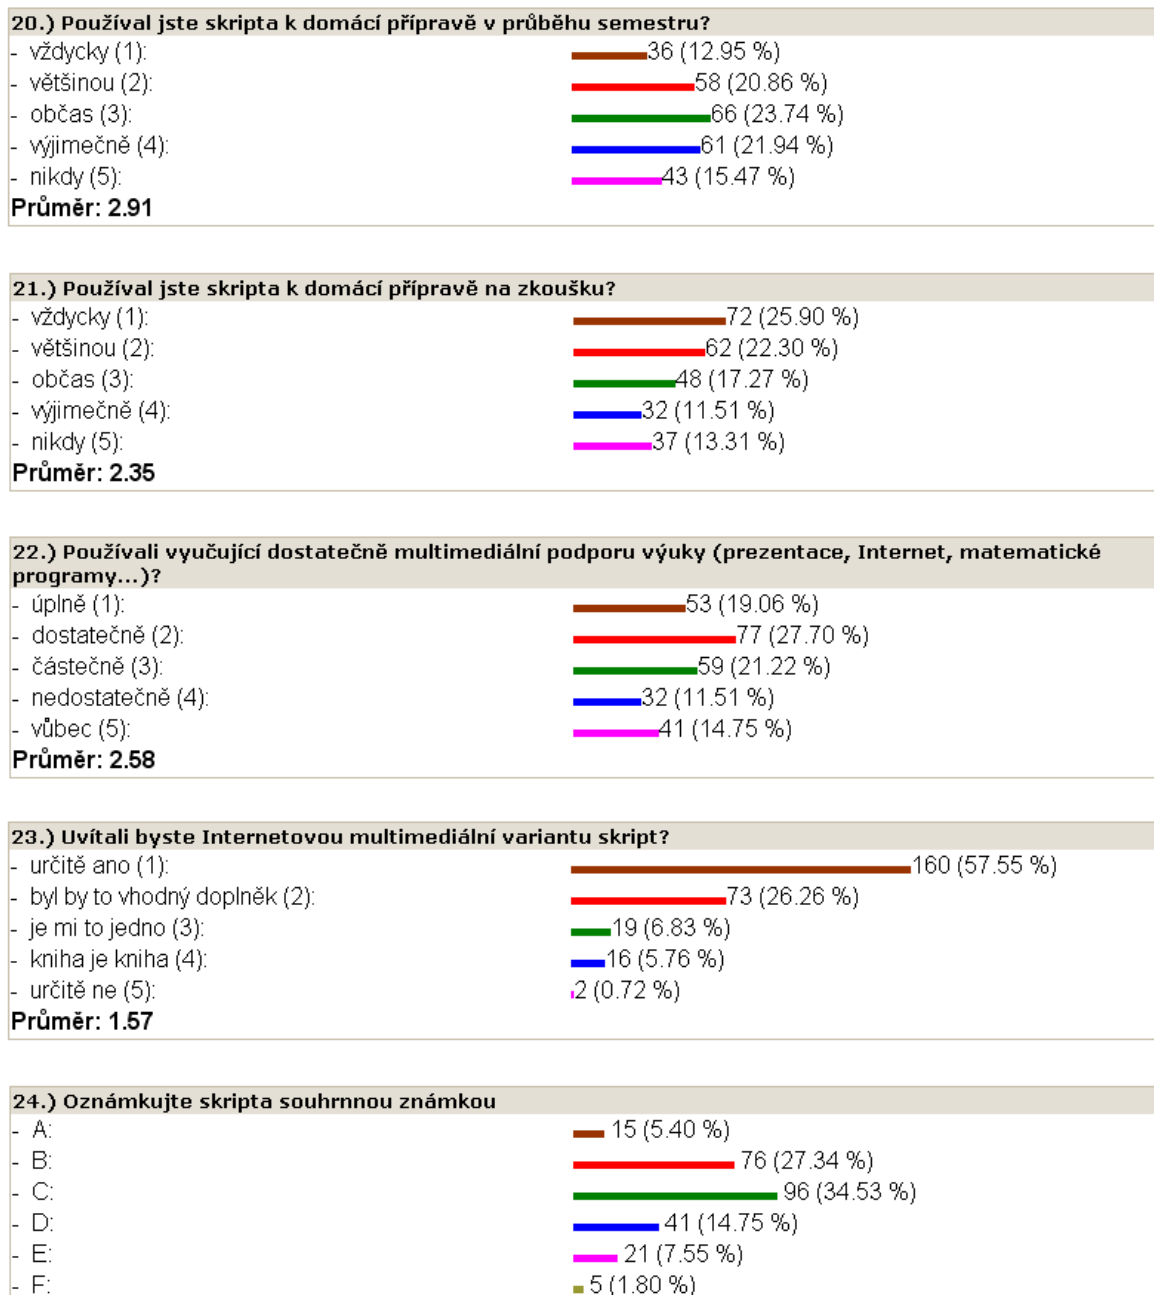 20.) Používal jste skripta k domácí přípravě v průběhu semestru?
- vždycky (1): 36 (12.95 %)
- většinou (2): 58 (20.86 %)
- občas (3): 66 (23.74 %)
- výjimečně (4): 61 (21.94 %)
- nikdy (5): 43 (15.47 %)
Průměr: 2.91
21.) Používal jste skripta k domácí přípravě na zkoušku?
- vždycky (1): 72 (25.90 %)
- většinou (2): 62 (22.30 %)
- občas (3): 48 (17.27 %)
- výjimečně (4): 32 (11.51 %)
- nikdy (5): 37 (13.31 %)
Průměr: 2.35
22.) Používali vyučující dostatečně multimediální podporu výuky (prezentace, Internet, matematické
programy...)?
- úplně (1): 53 (19.06 %)
- dostatečně (2): 77 (27.70 %)
- částečně (3): 59 (21.22 %)
- nedostatečně (4): 32 (11.51 %)
- vůbec (5): 41 (14.75 %)
Průměr: 2.58
23.) Uvítali byste Internetovou multimediální variantu skript?
- určitě ano (1): 160 (57.55 %)
- byl by to vhodný doplněk (2): 73 (26.26 %)
- je mi to jedno (3): 19 (6.83 %)
- kniha je kniha (4): 16 (5.76 %)
- určitě ne (5): 2 (0.72 %)
Průměr: 1.57
24.) Oznámkujte skripta souhrnnou známkou
- A: 15 (5.40 %)
- B: 76 (27.34 %)
- C: 96 (34.53 %)
- D: 41 (14.75 %)
- E: 21 (7.55 %)
- F: 5 (1.80 %)